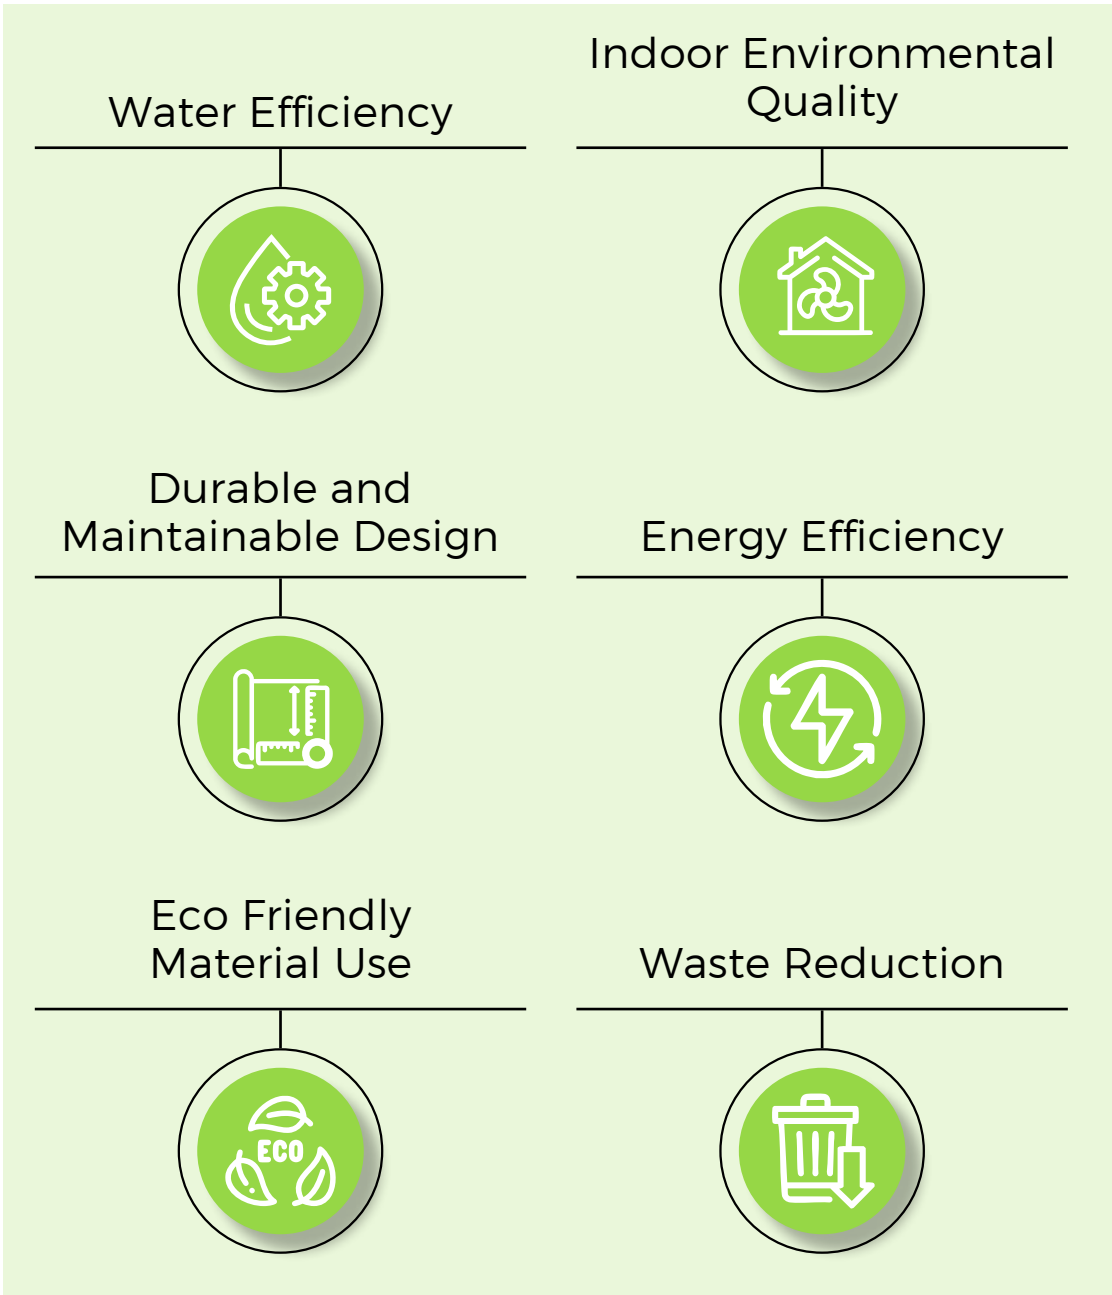 Water Efficiency
Indoor Environmental
Quality
Durable and
Maintainable Design
Energy Efficiency
Eco Friendly
Material Use
ECO
Waste Reduction